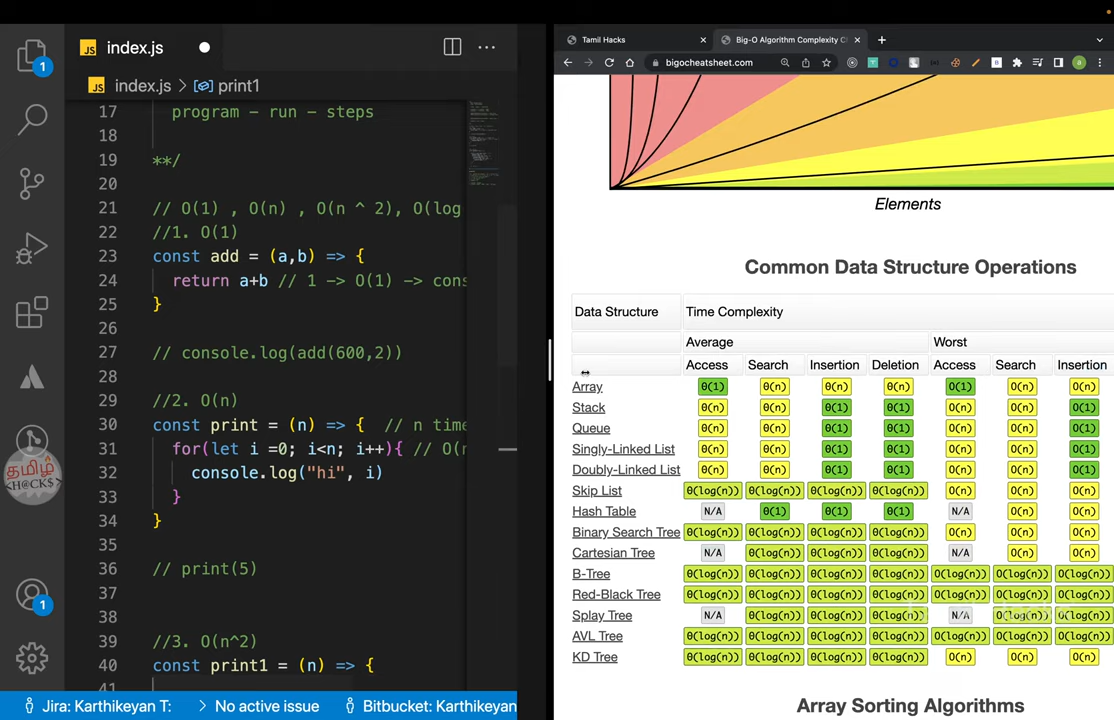 index.js
1
index.js > print1
17 program - run - steps
18
19 **/
20
21 // O(1) , O(n) , O(n ^ 2), O(log
22 //1. O(1)
23 const add = (a,b) => {
24 return a+b // 1 -> O(1) -> cons
25 }
26
27 // console.log(add(600,2))
28
29 //2. O(n)
30 const print = (n) => { // n time
31 for(let i =0; i<n; i++){ // O(n
32 console.log("hi", i)
33 }
34 }
35
36 // print(5)
37
38
39 //3. O(n^2)
40 const print1 = (n) => {
41
தமிழ்
<H@CK$>
1
Jira: Karthikeyan T: > No active issue Bitbucket: Karthikeyan
Tamil Hacks
Big-O Algorithm Complexity C
bigocheatsheet.com
Elements
Common Data Structure Operations
Data Structure Time Complexity
Average Worst
Access Search Insertion Deletion Access Search Insertion
Array Θ(1) Θ(n) Θ(n) Θ(n) O(1) O(n) O(n)
Stack Θ(n) Θ(n) Θ(1) Θ(1) O(n) O(n) O(1)
Queue Θ(n) Θ(n) Θ(1) Θ(1) O(n) O(n) O(1)
Singly-Linked List Θ(n) Θ(n) Θ(1) Θ(1) O(n) O(n) O(1)
Doubly-Linked List Θ(n) Θ(n) Θ(1) Θ(1) O(n) O(n) O(1)
Skip List Θ(log(n)) Θ(log(n)) Θ(log(n)) Θ(log(n)) O(n) O(n) O(n)
Hash Table N/A Θ(1) Θ(1) Θ(1) N/A O(n) O(n)
Binary Search Tree Θ(log(n)) Θ(log(n)) Θ(log(n)) Θ(log(n)) O(n) O(n) O(n)
Cartesian Tree N/A Θ(log(n)) Θ(log(n)) Θ(log(n)) N/A O(n) O(n)
B-Tree Θ(log(n)) Θ(log(n)) Θ(log(n)) Θ(log(n)) O(log(n)) O(log(n)) O(log(n))
Red-Black Tree Θ(log(n)) Θ(log(n)) Θ(log(n)) Θ(log(n)) O(log(n)) O(log(n)) O(log(n))
Splay Tree N/A Θ(log(n)) Θ(log(n)) Θ(log(n)) N/A O(log(n)) O(log(n))
AVL Tree Θ(log(n)) Θ(log(n)) Θ(log(n)) Θ(log(n)) O(log(n)) O(log(n)) O(log(n))
KD Tree Θ(log(n)) Θ(log(n)) Θ(log(n)) Θ(log(n)) O(n) O(n) O(n)
Array Sorting Algorithms